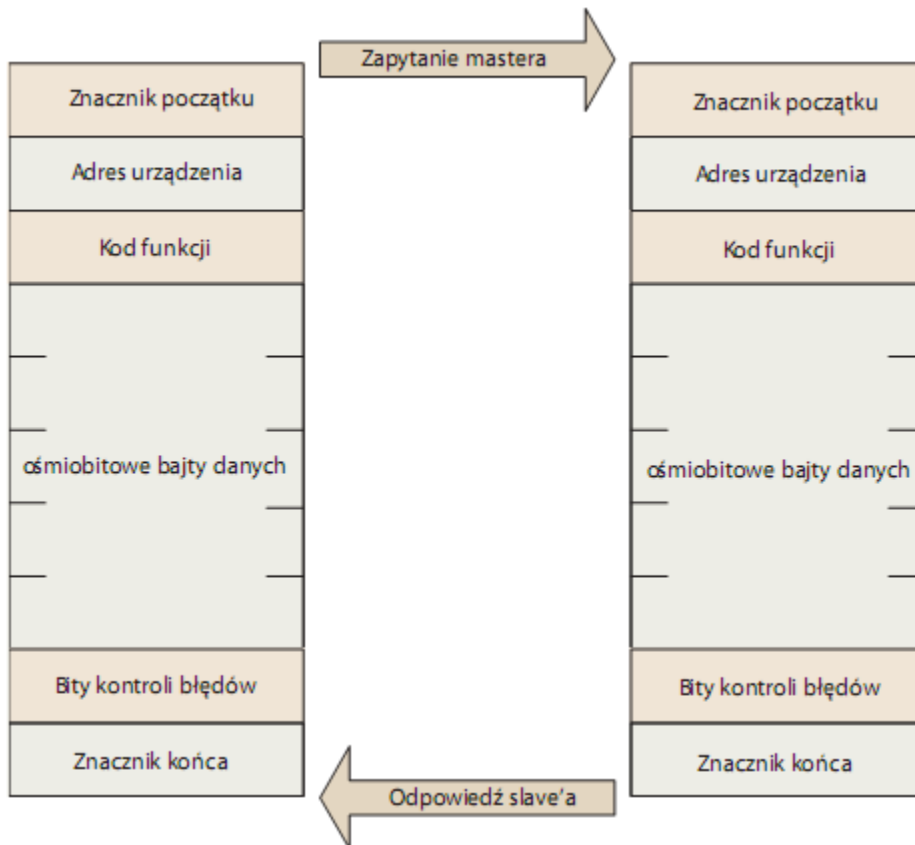 Zapytanie mastera
Znacznik początku
Adres urządzenia
Kod funkcji
ośmiobitowe bajty danych
Bity kontroli błędów
Znacznik końca
Znacznik początku
Adres urządzenia
Kod funkcji
ośmiobitowe bajty danych
Bity kontroli błędów
Znacznik końca
Odpowiedź slave'a